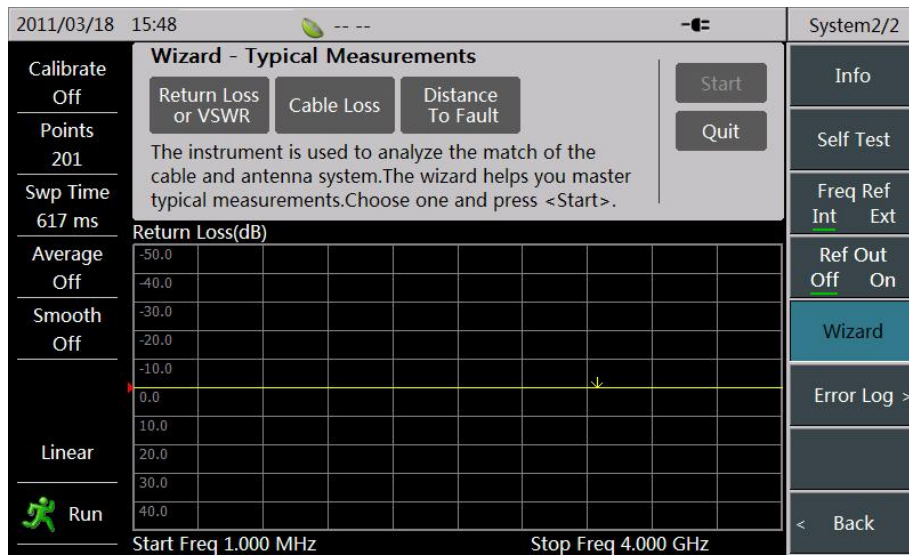 2011/03/18 15:48 -- --
System2/2
Calibrate
Off
Points
201
Swp Time
617 ms
Average
Off
Smooth
Off
Linear
Run
Wizard - Typical Measurements
Return Loss
or VSWR
Cable Loss
Distance
To Fault
Start
Quit
The instrument is used to analyze the match of the
cable and antenna system.The wizard helps you master
typical measurements.Choose one and press <Start>.
Return Loss(dB)
-50.0
-40.0
-30.0
-20.0
-10.0
0.0
10.0
20.0
30.0
40.0
Start Freq 1.000 MHz Stop Freq 4.000 GHz
Info
Self Test
Freq Ref
Int Ext
Ref Out
Off On
Wizard
Error Log >
< Back